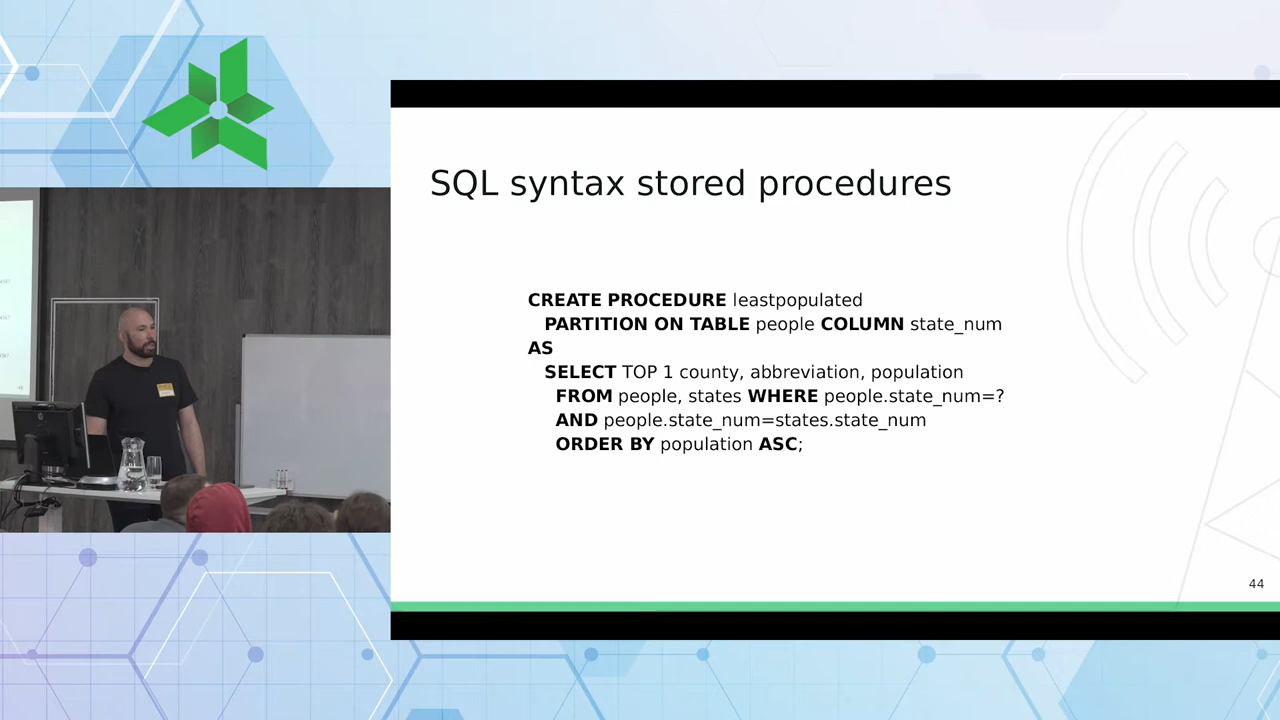 SQL syntax stored procedures
CREATE PROCEDURE leastpopulated
PARTITION ON TABLE people COLUMN state_num
AS
SELECT TOP 1 county, abbreviation, population
FROM people, states WHERE people.state_num=?
AND people.state_num=states.state_num
ORDER BY population ASC;
44